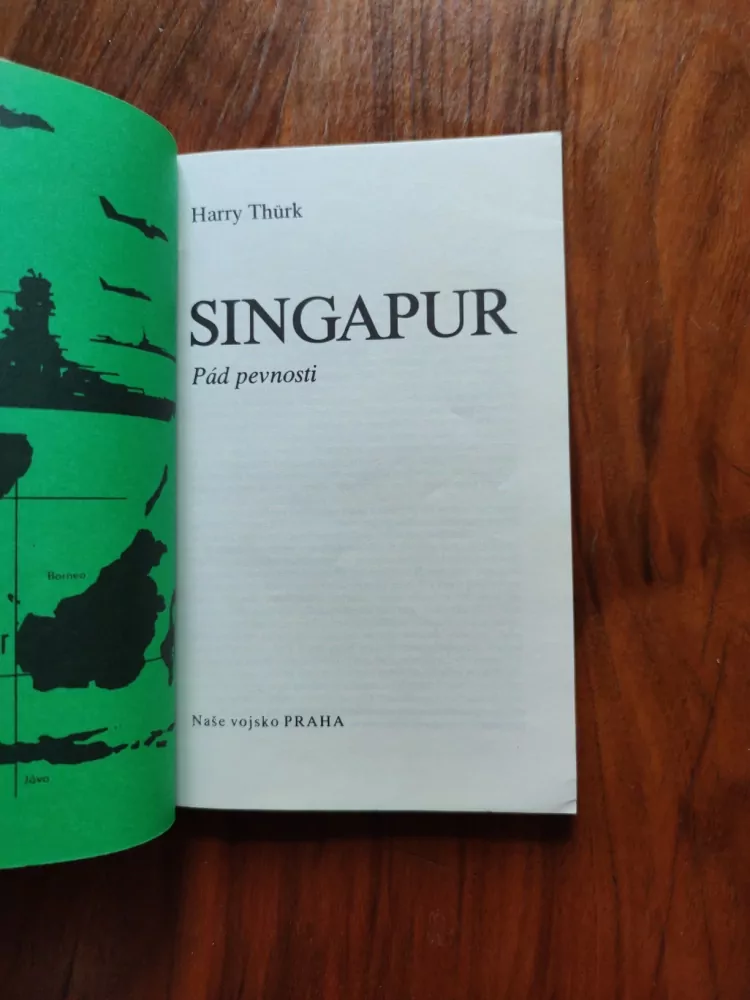 Harry Thürk
SINGAPUR
Pád pevnosti
Naše vojsko PRAHA
Borneo
r
Jáva